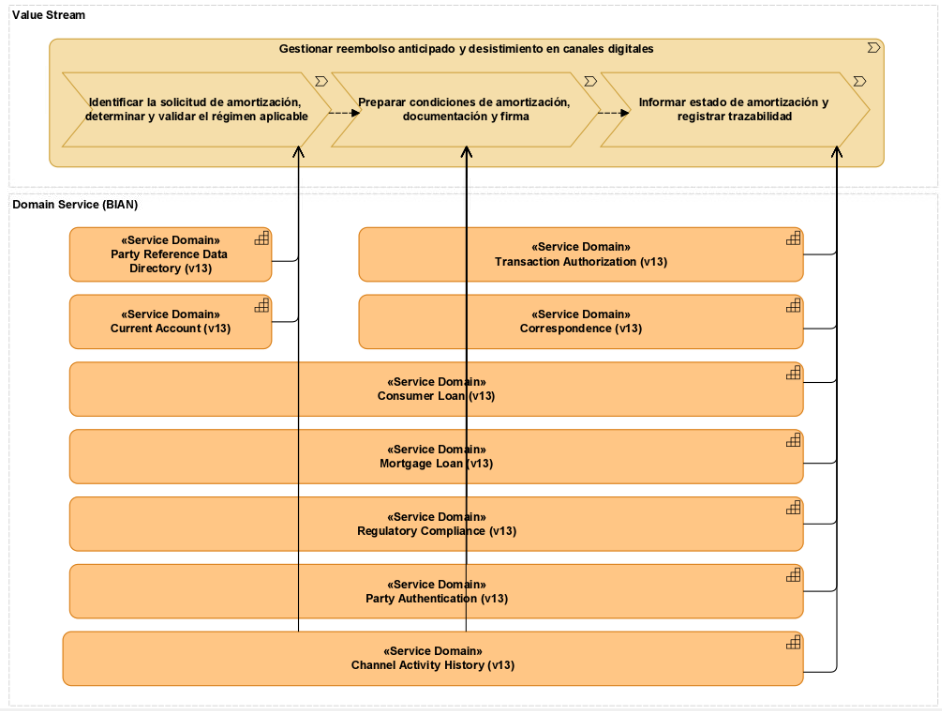 Value Stream
Gestionar reembolso anticipado y desistimiento en canales digitales
Identificar la solicitud de amortización,
determinar y validar el régimen aplicable
Preparar condiciones de amortización,
documentación y firma
Informar estado de amortización y
registrar trazabilidad
Domain Service (BIAN)
«Service Domain»
Party Reference Data
Directory (v13)
«Service Domain»
Transaction Authorization (v13)
«Service Domain»
Current Account (v13)
«Service Domain»
Correspondence (v13)
«Service Domain»
Consumer Loan (v13)
«Service Domain»
Mortgage Loan (v13)
«Service Domain»
Regulatory Compliance (v13)
«Service Domain»
Party Authentication (v13)
«Service Domain»
Channel Activity History (v13)